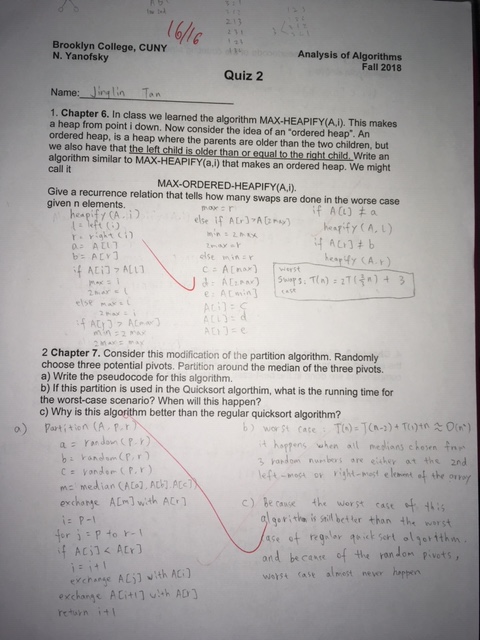 16/16
Brooklyn College, CUNY
N. Yanofsky
Analysis of Algorithms
Fall 2018
Quiz 2
Name: Jinglin Tan
1. Chapter 6. In class we learned the algorithm MAX-HEAPIFY(A,i). This makes
a heap from point i down. Now consider the idea of an "ordered heap". An
ordered heap, is a heap where the parents are older than the two children, but
we also have that the left child is older than or equal to the right child. Write an
algorithm similar to MAX-HEAPIFY(a,i) that makes an ordered heap. We might
call it
MAX-ORDERED-HEAPIFY(A,i).
Give a recurrence relation that tells how many swaps are done in the worse case
given n elements.
heapify(A, i)
l = left(i)
r = right(i)
a = A[l]
b = A[r]
if A[i] > A[l]
max = i
2max = l
else max = l
2max = i
if A[r] > A[max]
min = 2max
2max = max
max = r
else if A[r] > A[2max]
min = 2max
2max = r
else min = r
c = A[max]
d = A[2max]
e = A[min]
A[i] = c
A[l] = d
A[r] = e
if A[l] ≠ a
heapify(A, l)
if A[r] ≠ b
heapify(A, r)
worst
swaps: T(n) = 2T(⅔n) + 3
case
2 Chapter 7. Consider this modification of the partition algorithm. Randomly
choose three potential pivots. Partition around the median of the three pivots.
a) Write the pseudocode for this algorithm.
b) If this partition is used in the Quicksort algorthim, what is the running time for
the worst-case scenario? When will this happen?
c) Why is this algorithm better than the regular quicksort algorithm?
a) Partition (A, p, r)
a = random (p, r)
b = random (p, r)
c = random (p, r)
m = median (A[a], A[b], A[c])
exchange A[m] with A[r]
i = p-1
for j = p to r-1
if A[j] < A[r]
i = i+1
exchange A[j] with A[i]
exchange A[i+1] with A[r]
return i+1
b) worst case: T(n) = T(n-2) + T(1) + n ≈ O(n²)
it happens when all medians chosen from
3 random numbers are either at the 2nd
left-most or right-most element of the array
c) Because the worst case of this
algorithm is still better than the worst
case of regular quick sort algorithm.
and because of the random pivots,
worst case almost never happen